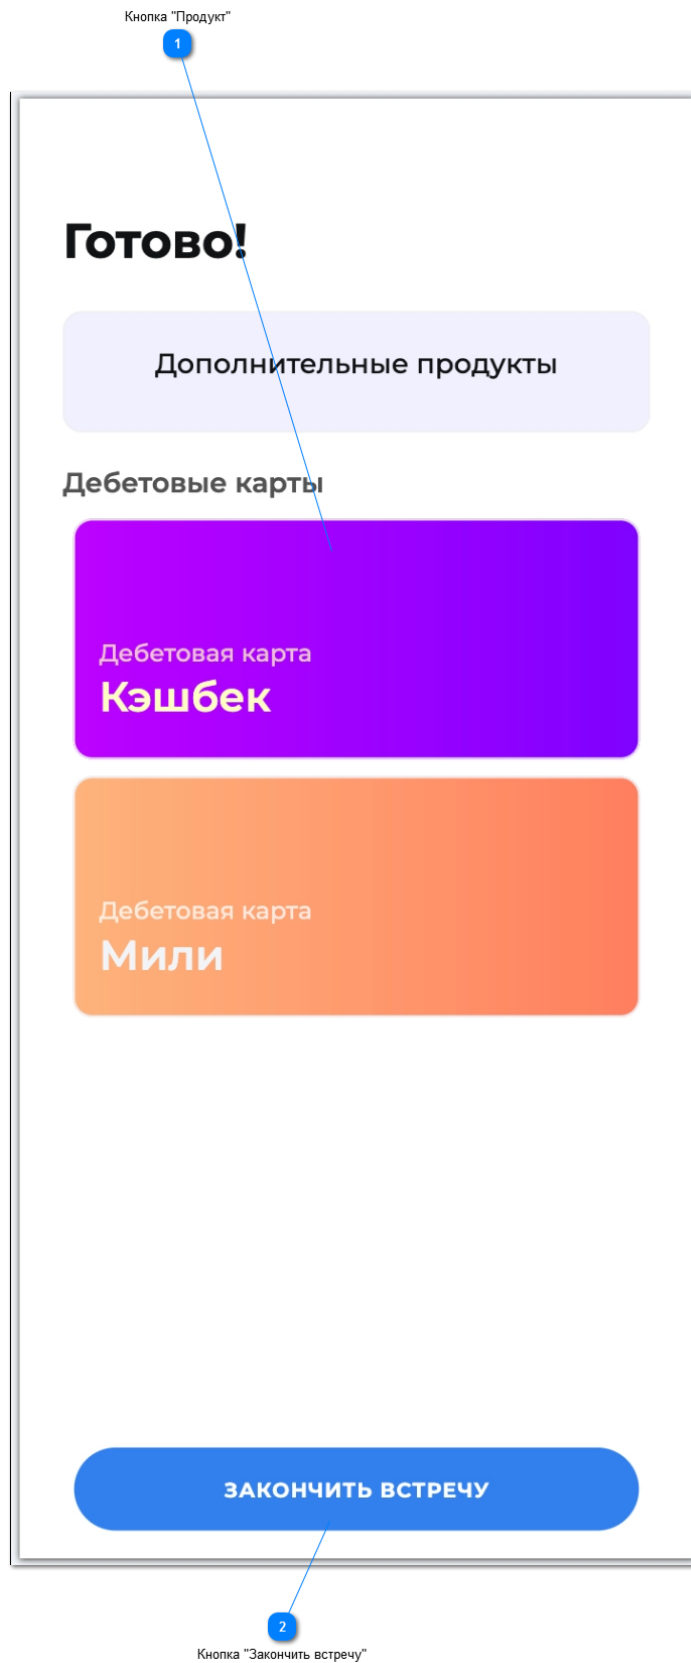 Кнопка "Продукт"
1
Готово!
Дополнительные продукты
Дебетовые карты
Дебетовая карта
Кэшбек
Дебетовая карта
Мили
ЗАКОНЧИТЬ ВСТРЕЧУ
2
Кнопка "Закончить встречу"